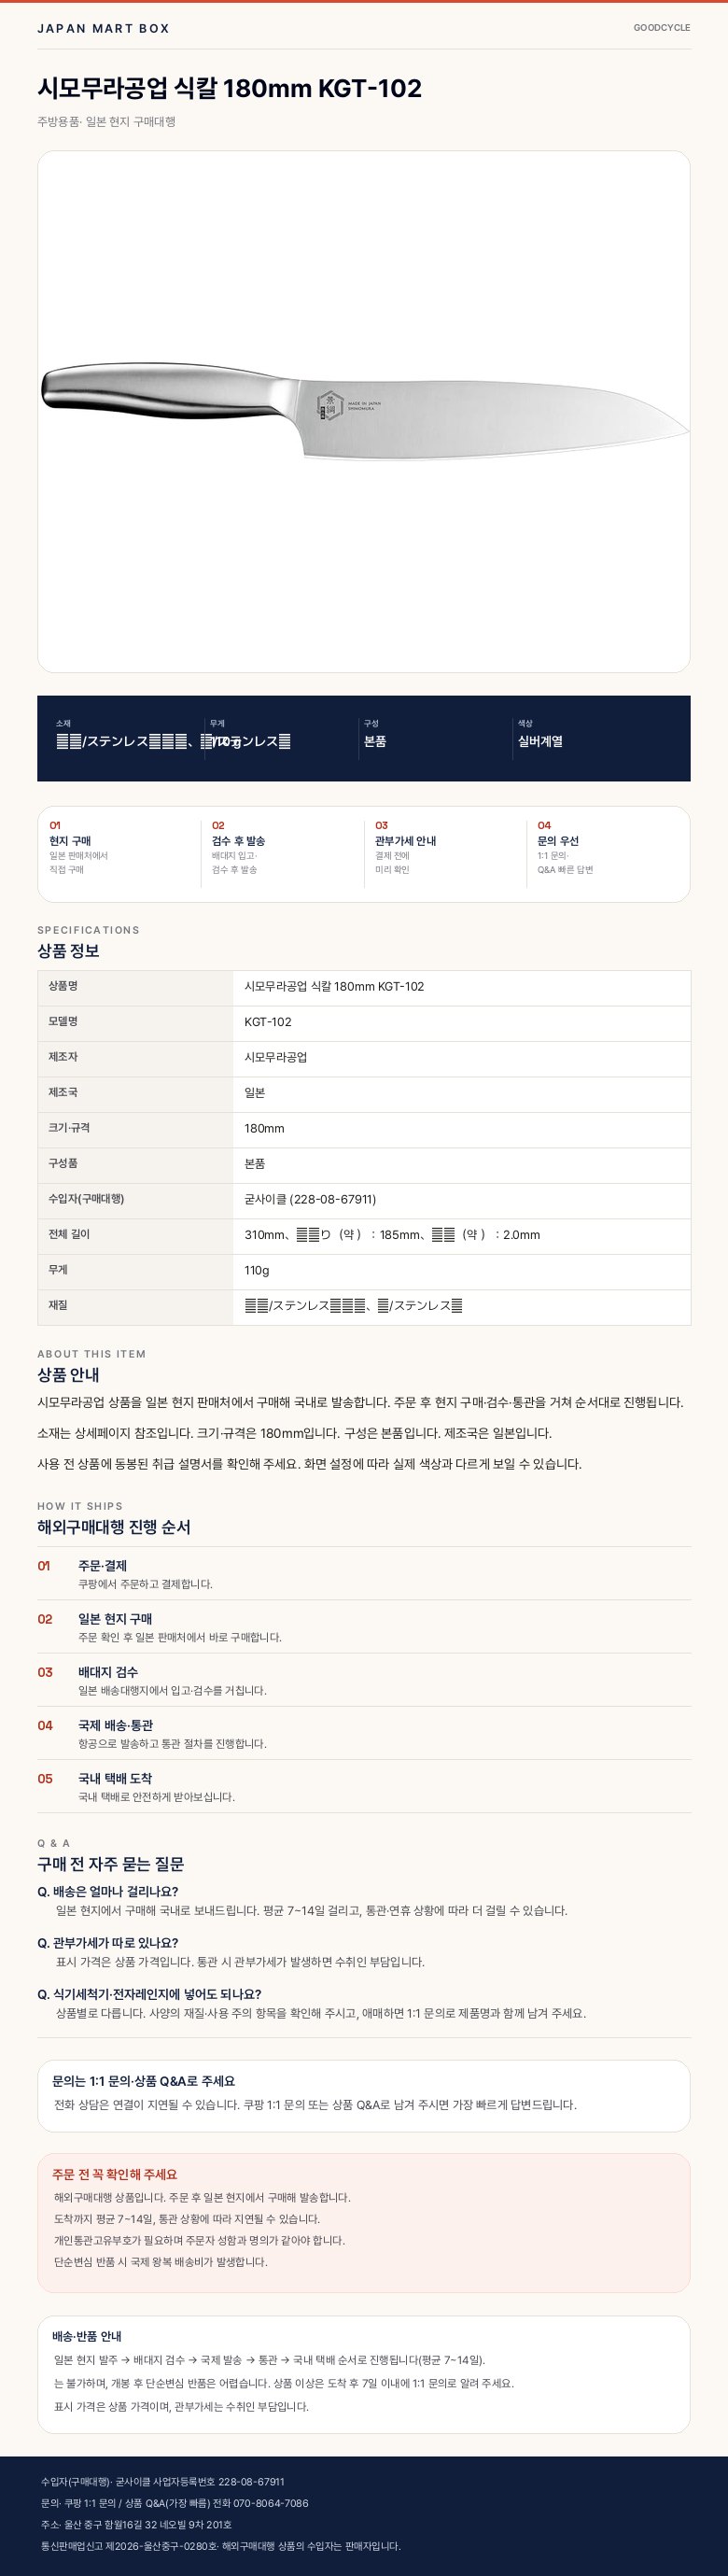 JAPAN MART BOX
GOODCYCLE
시모무라공업 식칼 180mm KGT-102
주방용품· 일본 현지 구매대행
MADE IN JAPAN
SHIMOMURA
소재
/ステンレス
무게
110g
구성
본품
색상
실버계열
01
현지 구매
일본 판매처에서
직접 구매
02
검수 후 발송
배대지 입고·
검수 후 발송
03
관부가세 안내
결제 전에
미리 확인
04
문의 우선
1:1 문의·
Q&A 빠른 답변
SPECIFICATIONS
상품 정보
상품명 시모무라공업 식칼 180mm KGT-102
모델명 KGT-102
제조자 시모무라공업
제조국 일본
크기·규격 180mm
구성품 본품
수입자(구매대행) 굳사이클 (228-08-67911)
전체 길이 310mm、り（약）：185mm、（약）：2.0mm
무게 110g
재질 /ステンレス、/ステンレス
ABOUT THIS ITEM
상품 안내
시모무라공업 상품을 일본 현지 판매처에서 구매해 국내로 발송합니다. 주문 후 현지 구매·검수·통관을 거쳐 순서대로 진행됩니다.
소재는 상세페이지 참조입니다. 크기·규격은 180mm입니다. 구성은 본품입니다. 제조국은 일본입니다.
사용 전 상품에 동봉된 취급 설명서를 확인해 주세요. 화면 설정에 따라 실제 색상과 다르게 보일 수 있습니다.
HOW IT SHIPS
해외구매대행 진행 순서
01 주문·결제
쿠팡에서 주문하고 결제합니다.
02 일본 현지 구매
주문 확인 후 일본 판매처에서 바로 구매합니다.
03 배대지 검수
일본 배송대행지에서 입고·검수를 거칩니다.
04 국제 배송·통관
항공으로 발송하고 통관 절차를 진행합니다.
05 국내 택배 도착
국내 택배로 안전하게 받아보십니다.
Q & A
구매 전 자주 묻는 질문
Q. 배송은 얼마나 걸리나요?
일본 현지에서 구매해 국내로 보내드립니다. 평균 7~14일 걸리고, 통관·연휴 상황에 따라 더 걸릴 수 있습니다.
Q. 관부가세가 따로 있나요?
표시 가격은 상품 가격입니다. 통관 시 관부가세가 발생하면 수취인 부담입니다.
Q. 식기세척기·전자레인지에 넣어도 되나요?
상품별로 다릅니다. 사양의 재질·사용 주의 항목을 확인해 주시고, 애매하면 1:1 문의로 제품명과 함께 남겨 주세요.
문의는 1:1 문의·상품 Q&A로 주세요
전화 상담은 연결이 지연될 수 있습니다. 쿠팡 1:1 문의 또는 상품 Q&A로 남겨 주시면 가장 빠르게 답변드립니다.
주문 전 꼭 확인해 주세요
해외구매대행 상품입니다. 주문 후 일본 현지에서 구매해 발송합니다.
도착까지 평균 7~14일, 통관 상황에 따라 지연될 수 있습니다.
개인통관고유부호가 필요하며 주문자 성함과 명의가 같아야 합니다.
단순변심 반품 시 국제 왕복 배송비가 발생합니다.
배송·반품 안내
일본 현지 발주 → 배대지 검수 → 국제 발송 → 통관 → 국내 택배 순서로 진행됩니다(평균 7~14일).
는 불가하며, 개봉 후 단순변심 반품은 어렵습니다. 상품 이상은 도착 후 7일 이내에 1:1 문의로 알려 주세요.
표시 가격은 상품 가격이며, 관부가세는 수취인 부담입니다.
수입자(구매대행)· 굳사이클 사업자등록번호 228-08-67911
문의· 쿠팡 1:1 문의 / 상품 Q&A(가장 빠름) 전화 070-8064-7086
주소· 울산 중구 함월16길 32 네오빌 9차 201호
통신판매업신고 제2026-울산중구-0280호· 해외구매대행 상품의 수입자는 판매자입니다.